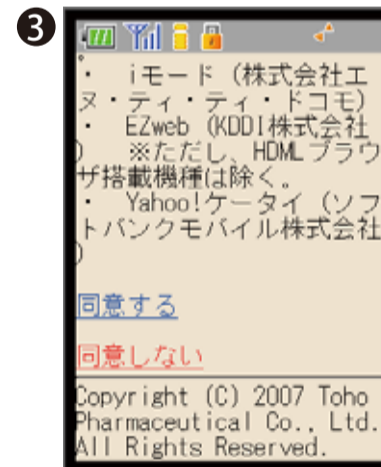 ❸
・ iモード（株式会社エ
ヌ・ティ・ティ・ドコモ）
・ EZweb（KDDI株式会社
） ※ただし、HDMLブラウ
ザ搭載機種は除く。
・ Yahoo!ケータイ（ソフ
トバンクモバイル株式会社
）
同意する
同意しない
Copyright (C) 2007 Toho
Pharmaceutical Co., Ltd.
All Rights Reserved.